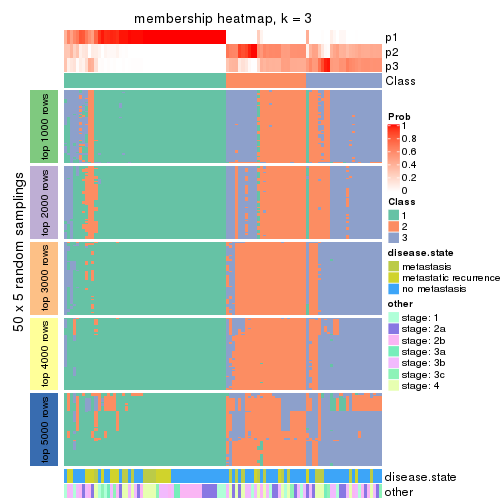 membership heatmap, k = 3
p1
p2
p3
Class
50 x 5 random samplings
top 1000 rows
top 2000 rows
top 3000 rows
top 4000 rows
top 5000 rows
disease.state
other
Prob
1
0.8
0.6
0.4
0.2
0
Class
1
2
3
disease.state
metastasis
metastatic recurrence
no metastasis
other
stage: 1
stage: 2a
stage: 2b
stage: 3a
stage: 3b
stage: 3c
stage: 4